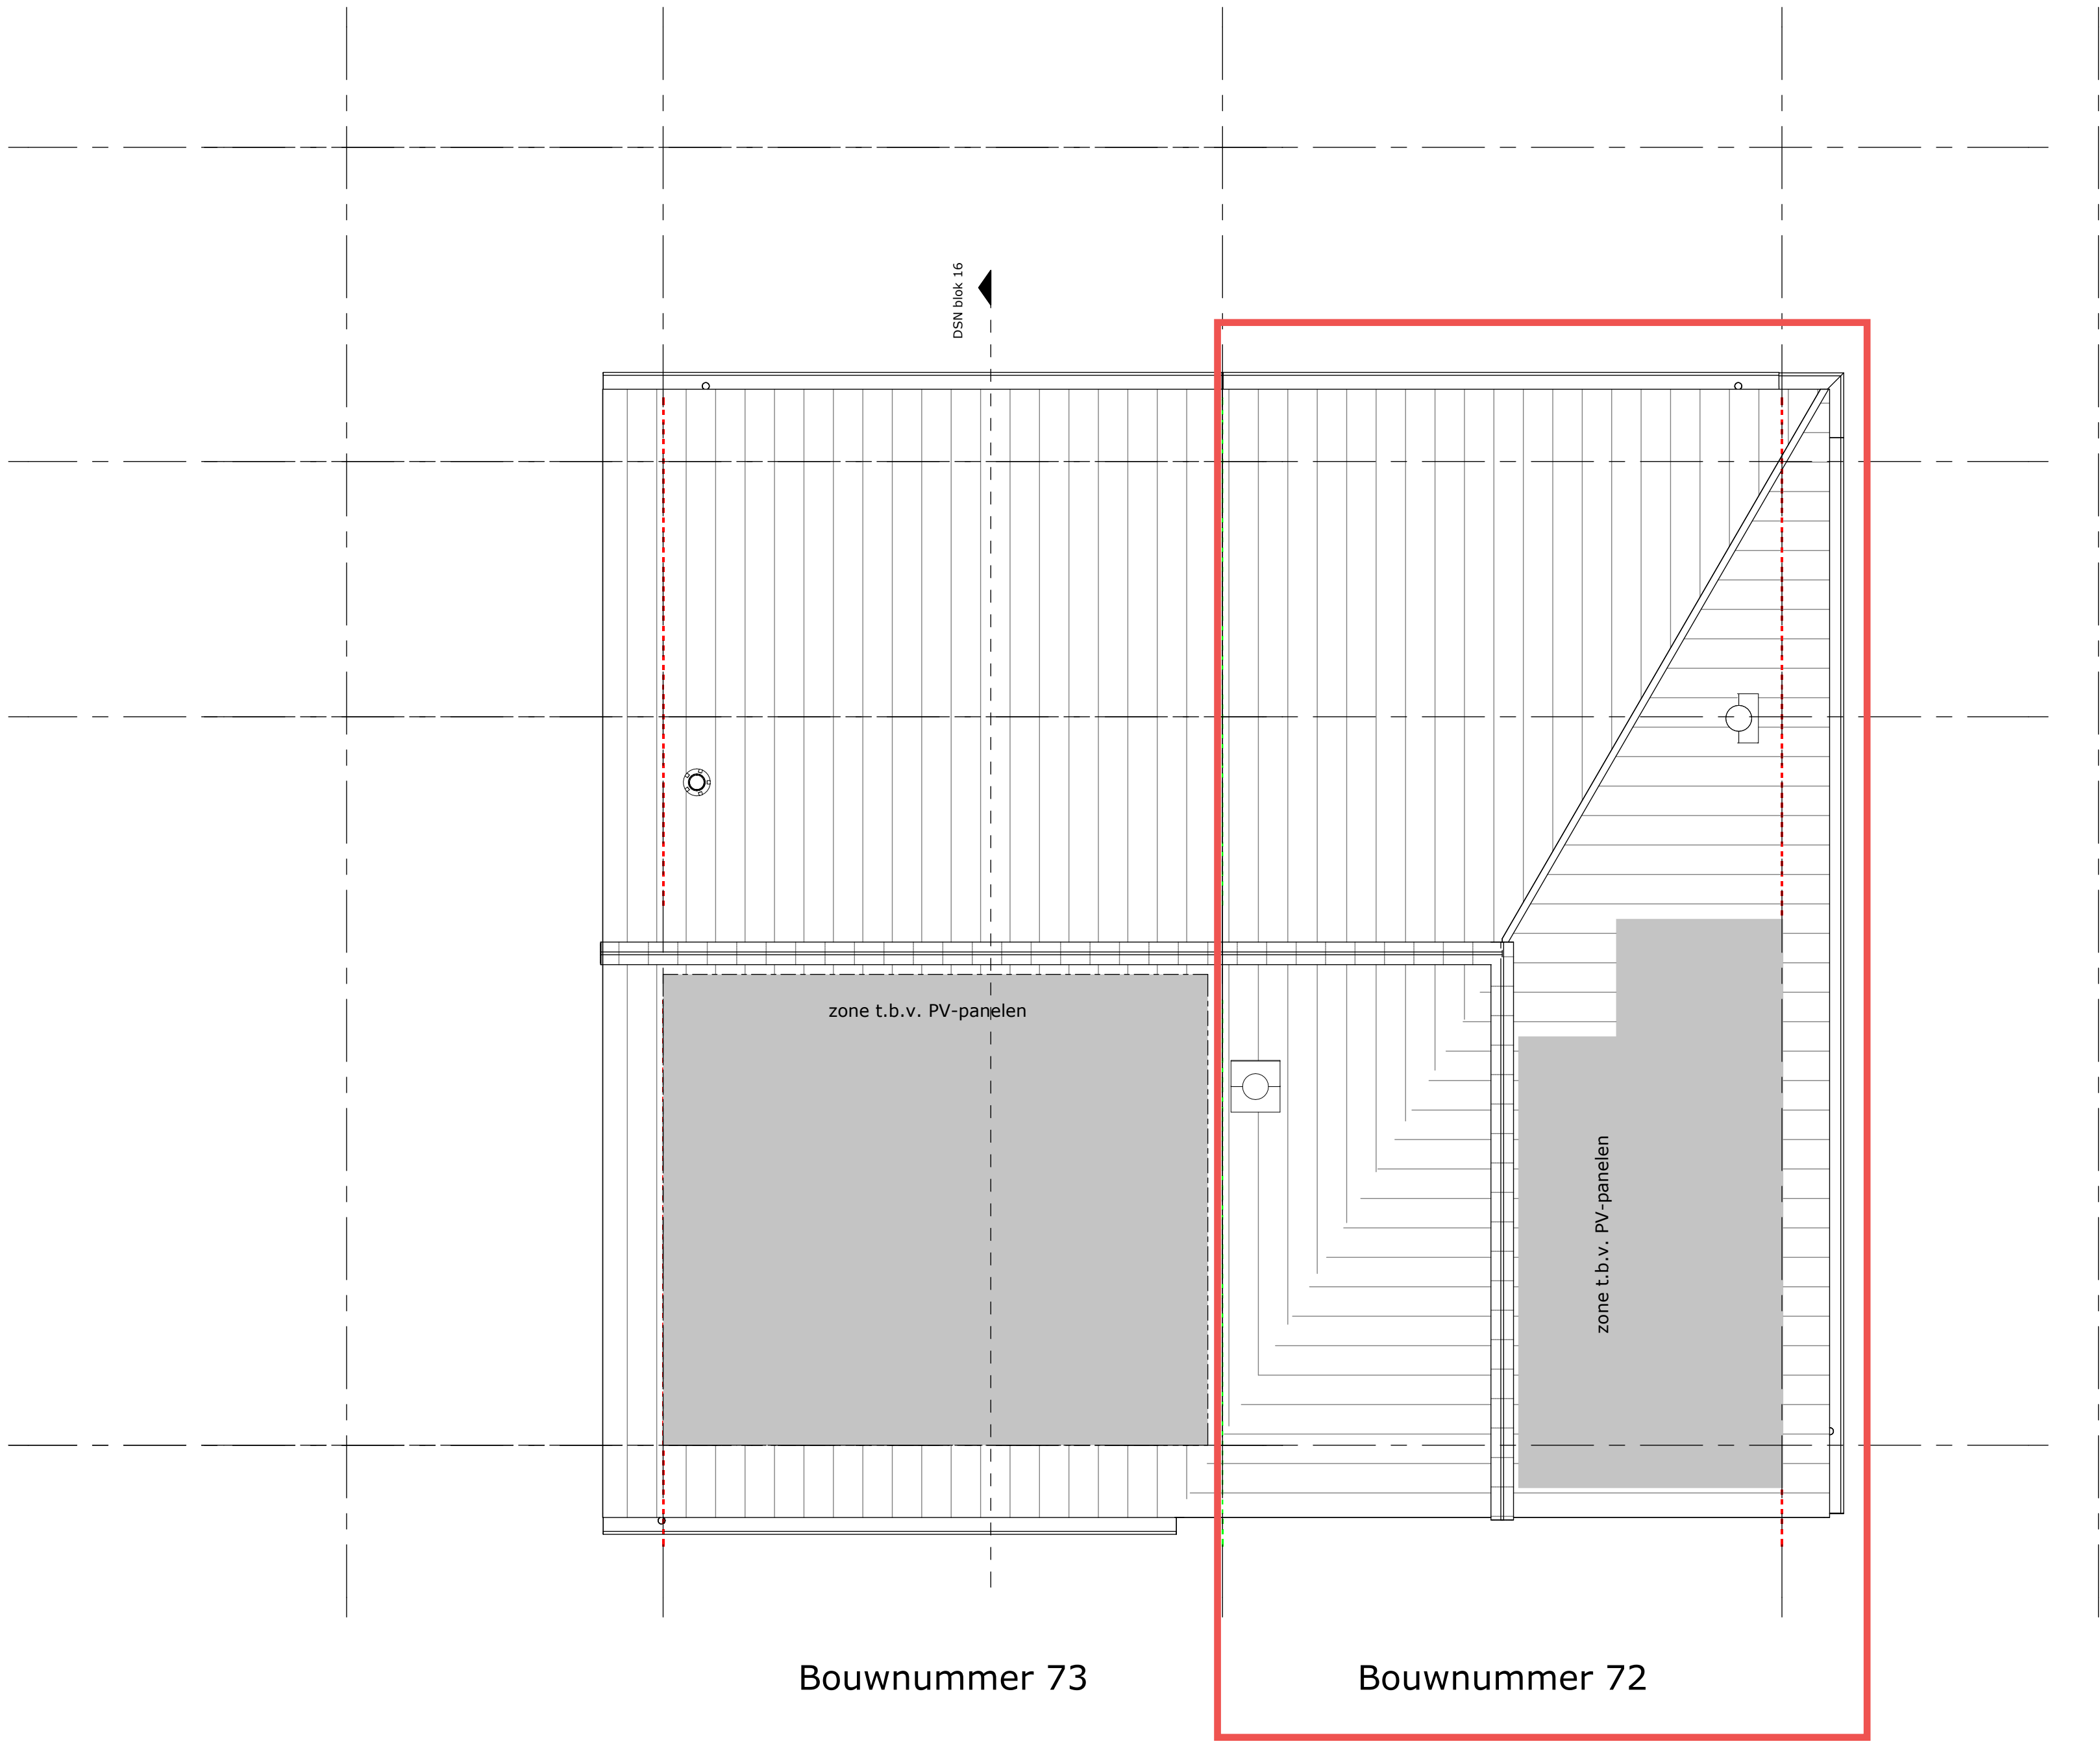 DSN blok 16
zone t.b.v. PV-panelen
zone t.b.v. PV-panelen
Bouwnummer 73
Bouwnummer 72